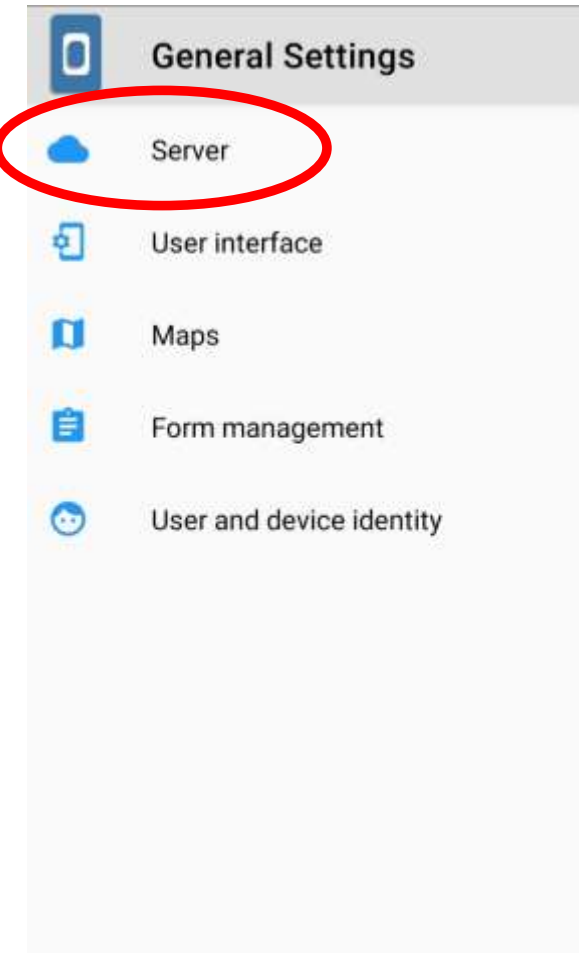 General Settings
Server
User interface
Maps
Form management
User and device identity